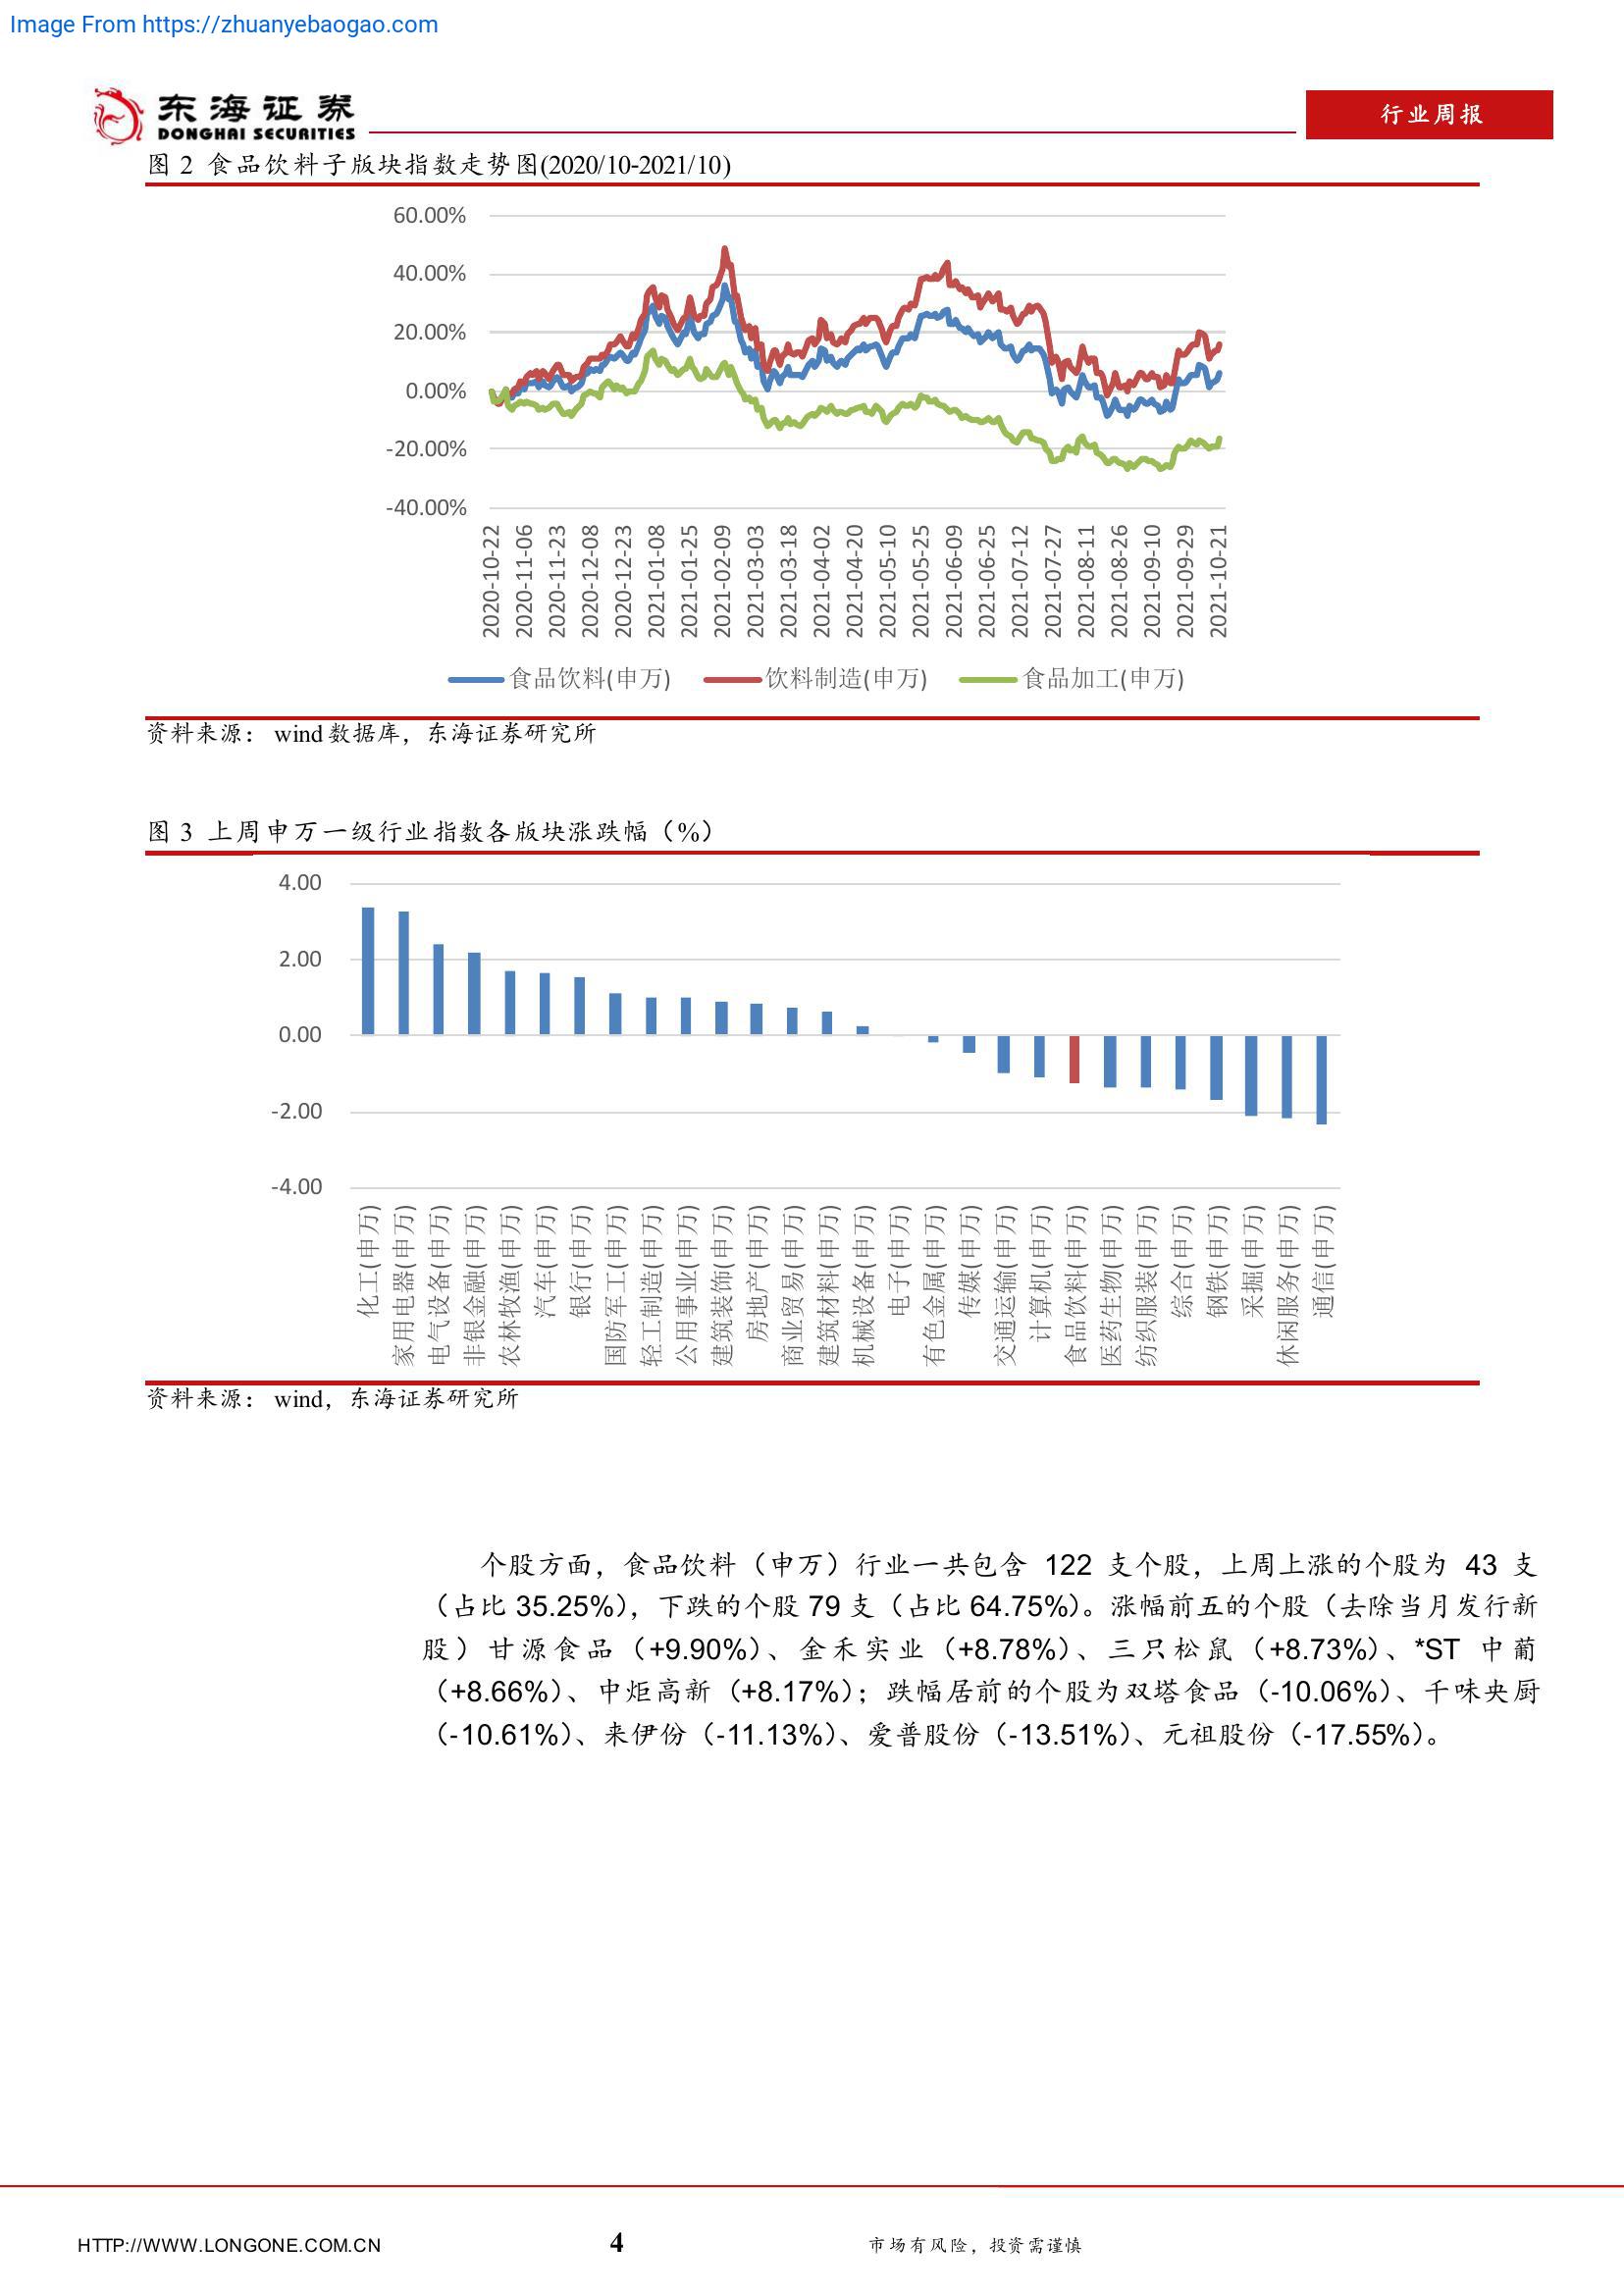 Image From https://zhuanyebaogao.com
东海证券
DONGHAI SECURITIES
行业周报
图 2 食品饮料子版块指数走势图(2020/10-2021/10)
60.00%
40.00%
20.00%
0.00%
-20.00%
-40.00%
2020-10-22
2020-11-06
2020-11-23
2020-12-08
2020-12-23
2021-01-08
2021-01-25
2021-02-09
2021-03-03
2021-03-18
2021-04-02
2021-04-20
2021-05-10
2021-05-25
2021-06-09
2021-06-25
2021-07-12
2021-07-27
2021-08-11
2021-08-26
2021-09-10
2021-09-29
2021-10-21
食品饮料(申万) 饮料制造(申万) 食品加工(申万)
资料来源： wind 数据库，东海证券研究所
图 3 上周申万一级行业指数各版块涨跌幅（%）
4.00
2.00
0.00
-2.00
-4.00
化工(申万)
家用电器(申万)
电气设备(申万)
非银金融(申万)
农林牧渔(申万)
汽车(申万)
银行(申万)
国防军工(申万)
轻工制造(申万)
公用事业(申万)
建筑装饰(申万)
房地产(申万)
商业贸易(申万)
建筑材料(申万)
机械设备(申万)
电子(申万)
有色金属(申万)
传媒(申万)
交通运输(申万)
计算机(申万)
食品饮料(申万)
医药生物(申万)
纺织服装(申万)
综合(申万)
钢铁(申万)
采掘(申万)
休闲服务(申万)
通信(申万)
资料来源： wind，东海证券研究所
个股方面，食品饮料（申万）行业一共包含 122 支个股，上周上涨的个股为 43 支
（占比 35.25%），下跌的个股 79 支（占比 64.75%）。涨幅前五的个股（去除当月发行新
股）甘源食品（+9.90%）、金禾实业（+8.78%）、三只松鼠（+8.73%）、*ST 中葡
（+8.66%）、中炬高新（+8.17%）；跌幅居前的个股为双塔食品（-10.06%）、千味央厨
（-10.61%）、来伊份（-11.13%）、爱普股份（-13.51%）、元祖股份（-17.55%）。
HTTP://WWW.LONGONE.COM.CN
4
市场有风险，投资需谨慎